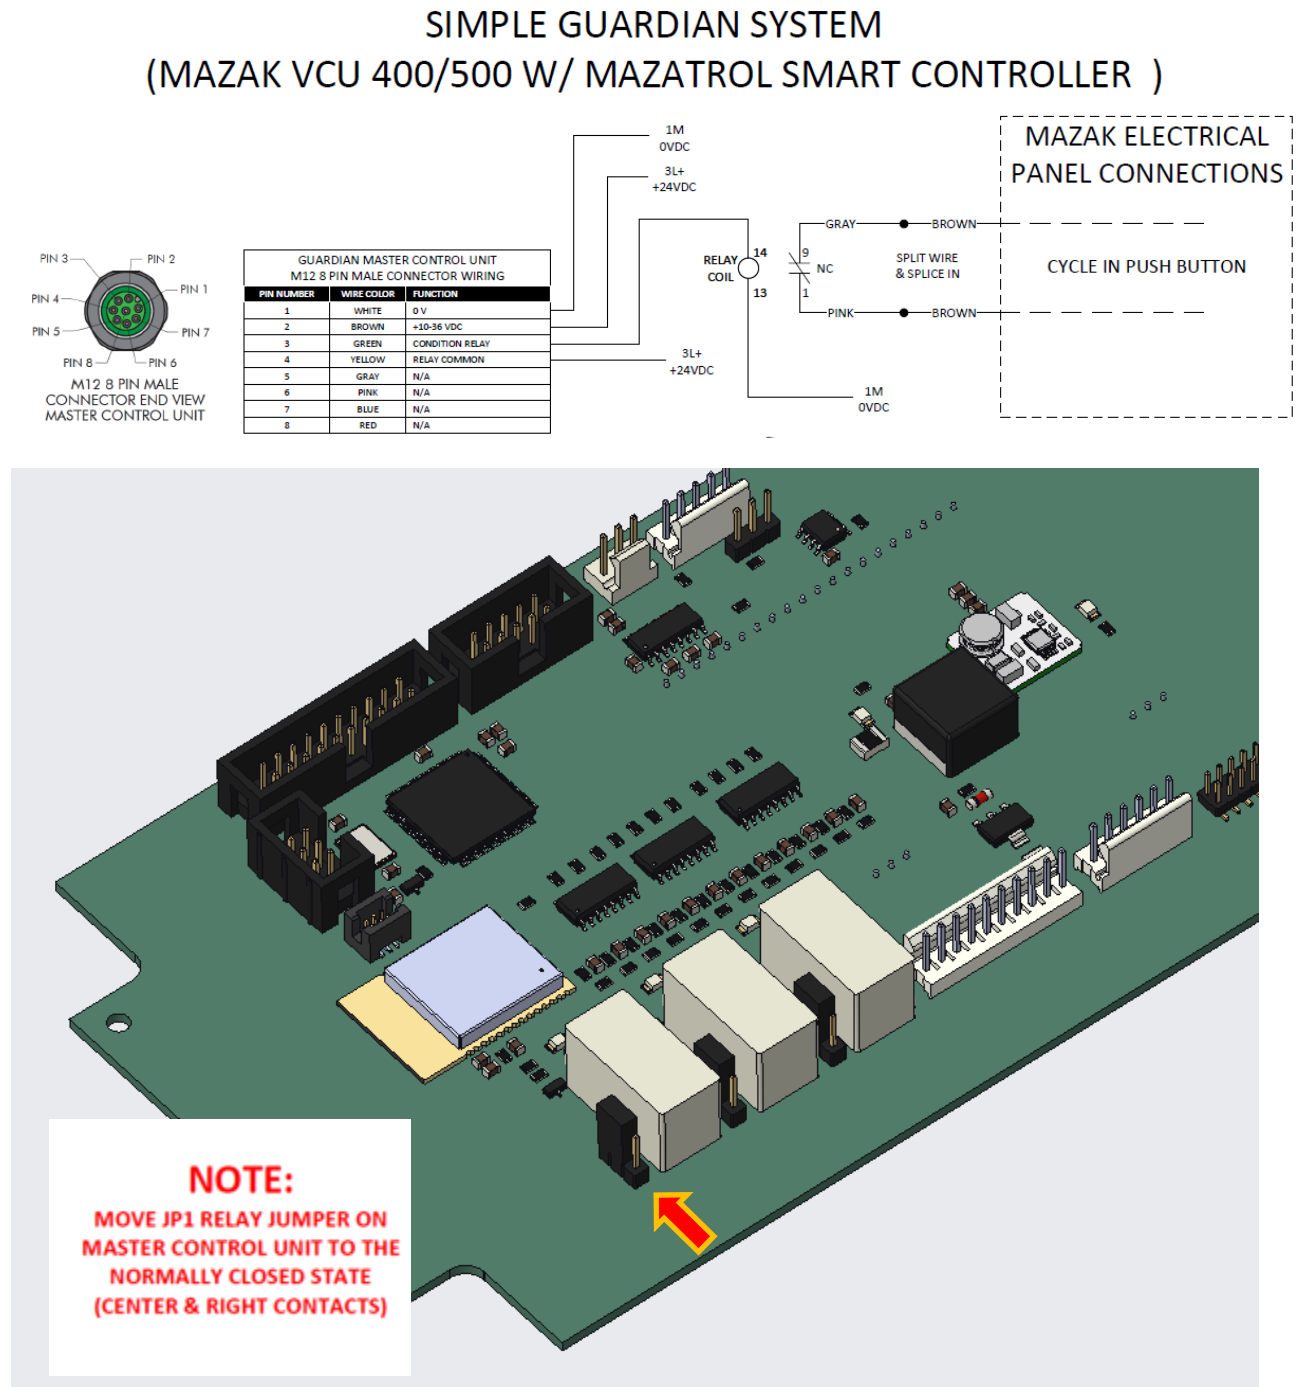 SIMPLE GUARDIAN SYSTEM
(MAZAK VCU 400/500 W/ MAZATROL SMART CONTROLLER )
1M
0VDC
3L+
+24VDC
MAZAK ELECTRICAL
PANEL CONNECTIONS
GRAY
BROWN
PIN 3
PIN 2
PIN 4
PIN 1
PIN 5
PIN 7
PIN 8
PIN 6
M12 8 PIN MALE
CONNECTOR END VIEW
MASTER CONTROL UNIT
GUARDIAN MASTER CONTROL UNIT
M12 8 PIN MALE CONNECTOR WIRING
PIN NUMBER WIRE COLOR FUNCTION
1 WHITE 0 V
2 BROWN +10-36 VDC
3 GREEN CONDITION RELAY
4 YELLOW RELAY COMMON
5 GRAY N/A
6 PINK N/A
7 BLUE N/A
8 RED N/A
RELAY
COIL
14
13
9
NC
1
SPLIT WIRE
& SPLICE IN
CYCLE IN PUSH BUTTON
PINK
BROWN
3L+
+24VDC
1M
0VDC
NOTE:
MOVE JP1 RELAY JUMPER ON
MASTER CONTROL UNIT TO THE
NORMALLY CLOSED STATE
(CENTER & RIGHT CONTACTS)